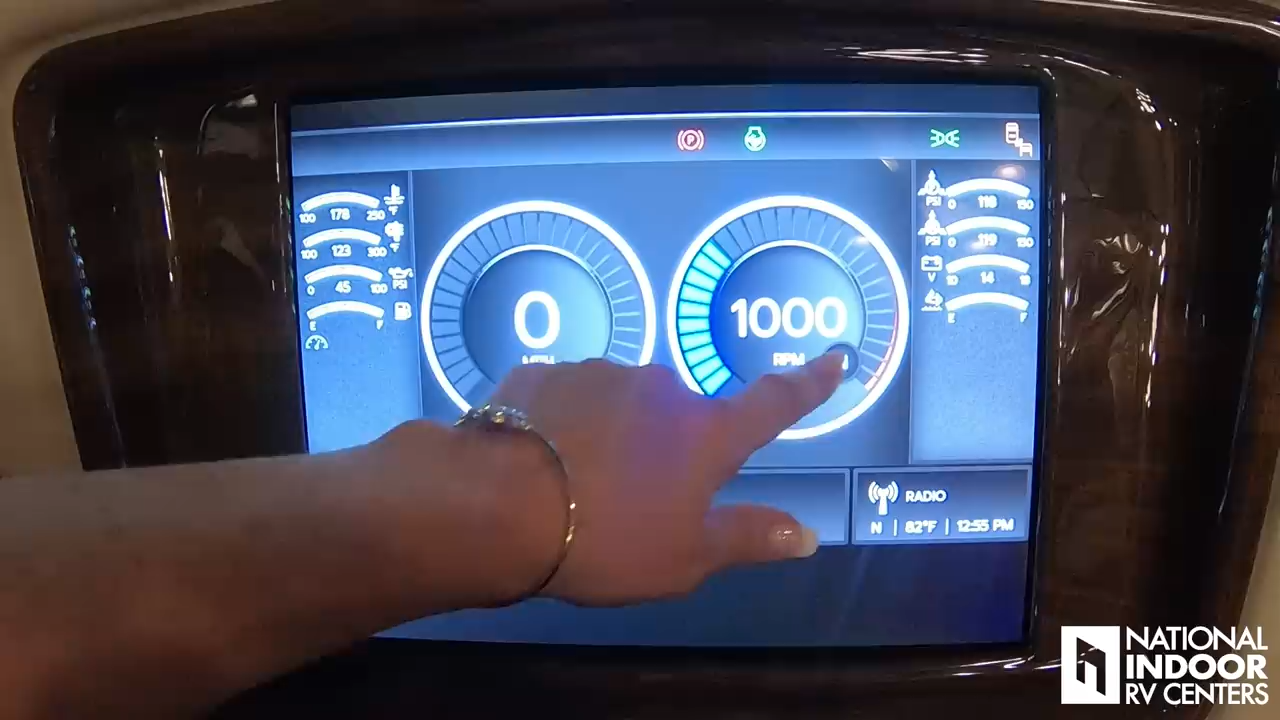 P
100 178 250 °F
100 123 300 °F
0 45 100 PSI
E F
0
MPH
1000
RPM
PSI 0 118 150
PSI 0 119 150
V 10 14 18
E F
RADIO
N | 82°F | 12:55 PM
NATIONAL
INDOOR
RV CENTERS